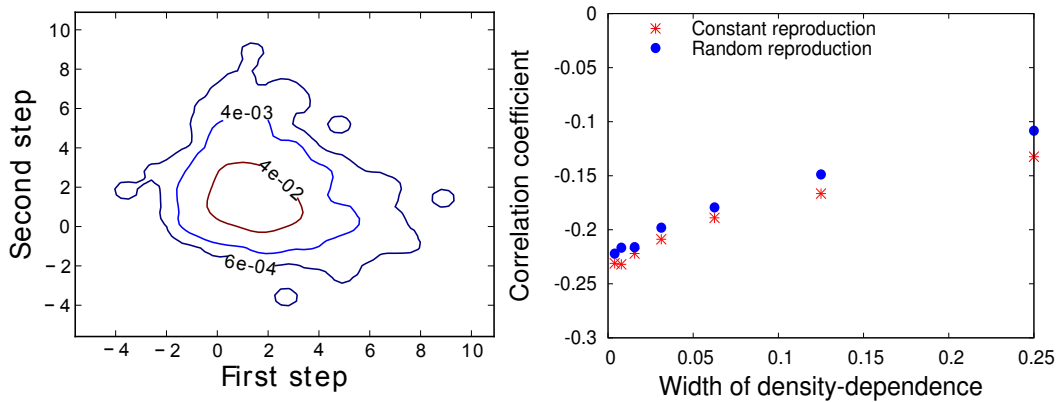 10
8
6
4
2
0
−2
−4
Second step
4e-03
4e-02
6e-04
−4 −2 0 2 4 6 8 10
First step
0
-0.05
-0.1
-0.15
-0.2
-0.25
-0.3
Correlation coefficient
Constant reproduction
Random reproduction
0 0.05 0.1 0.15 0.2 0.25
Width of density-dependence